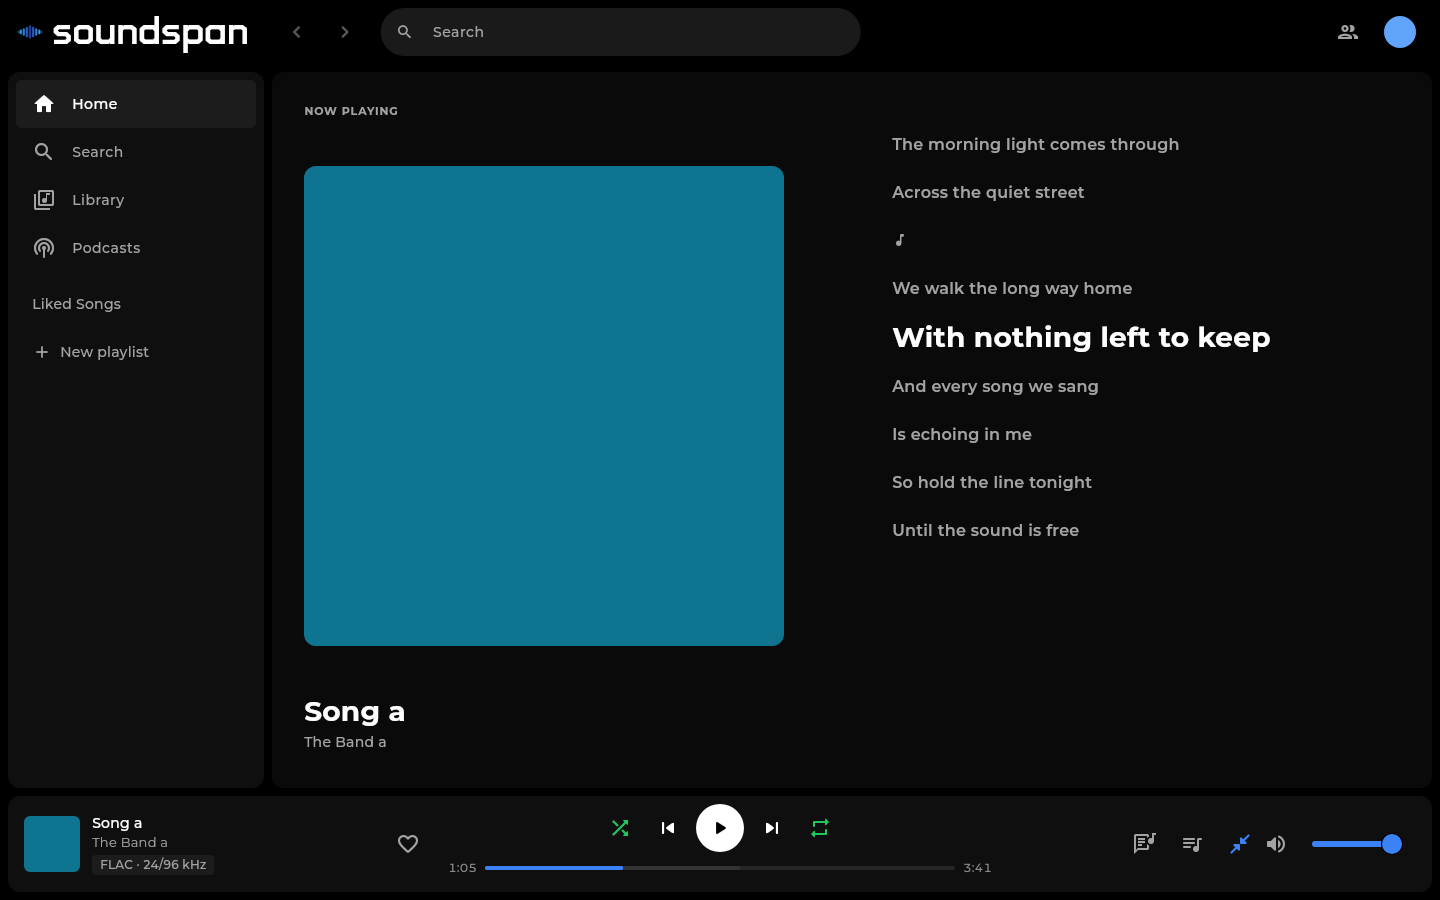 soundspan
Search
Home
Search
Library
Podcasts
Liked Songs
New playlist
NOW PLAYING
Song a
The Band a
The morning light comes through
Across the quiet street
We walk the long way home
With nothing left to keep
And every song we sang
Is echoing in me
So hold the line tonight
Until the sound is free
Song a
The Band a
FLAC · 24/96 kHz
1:05
3:41